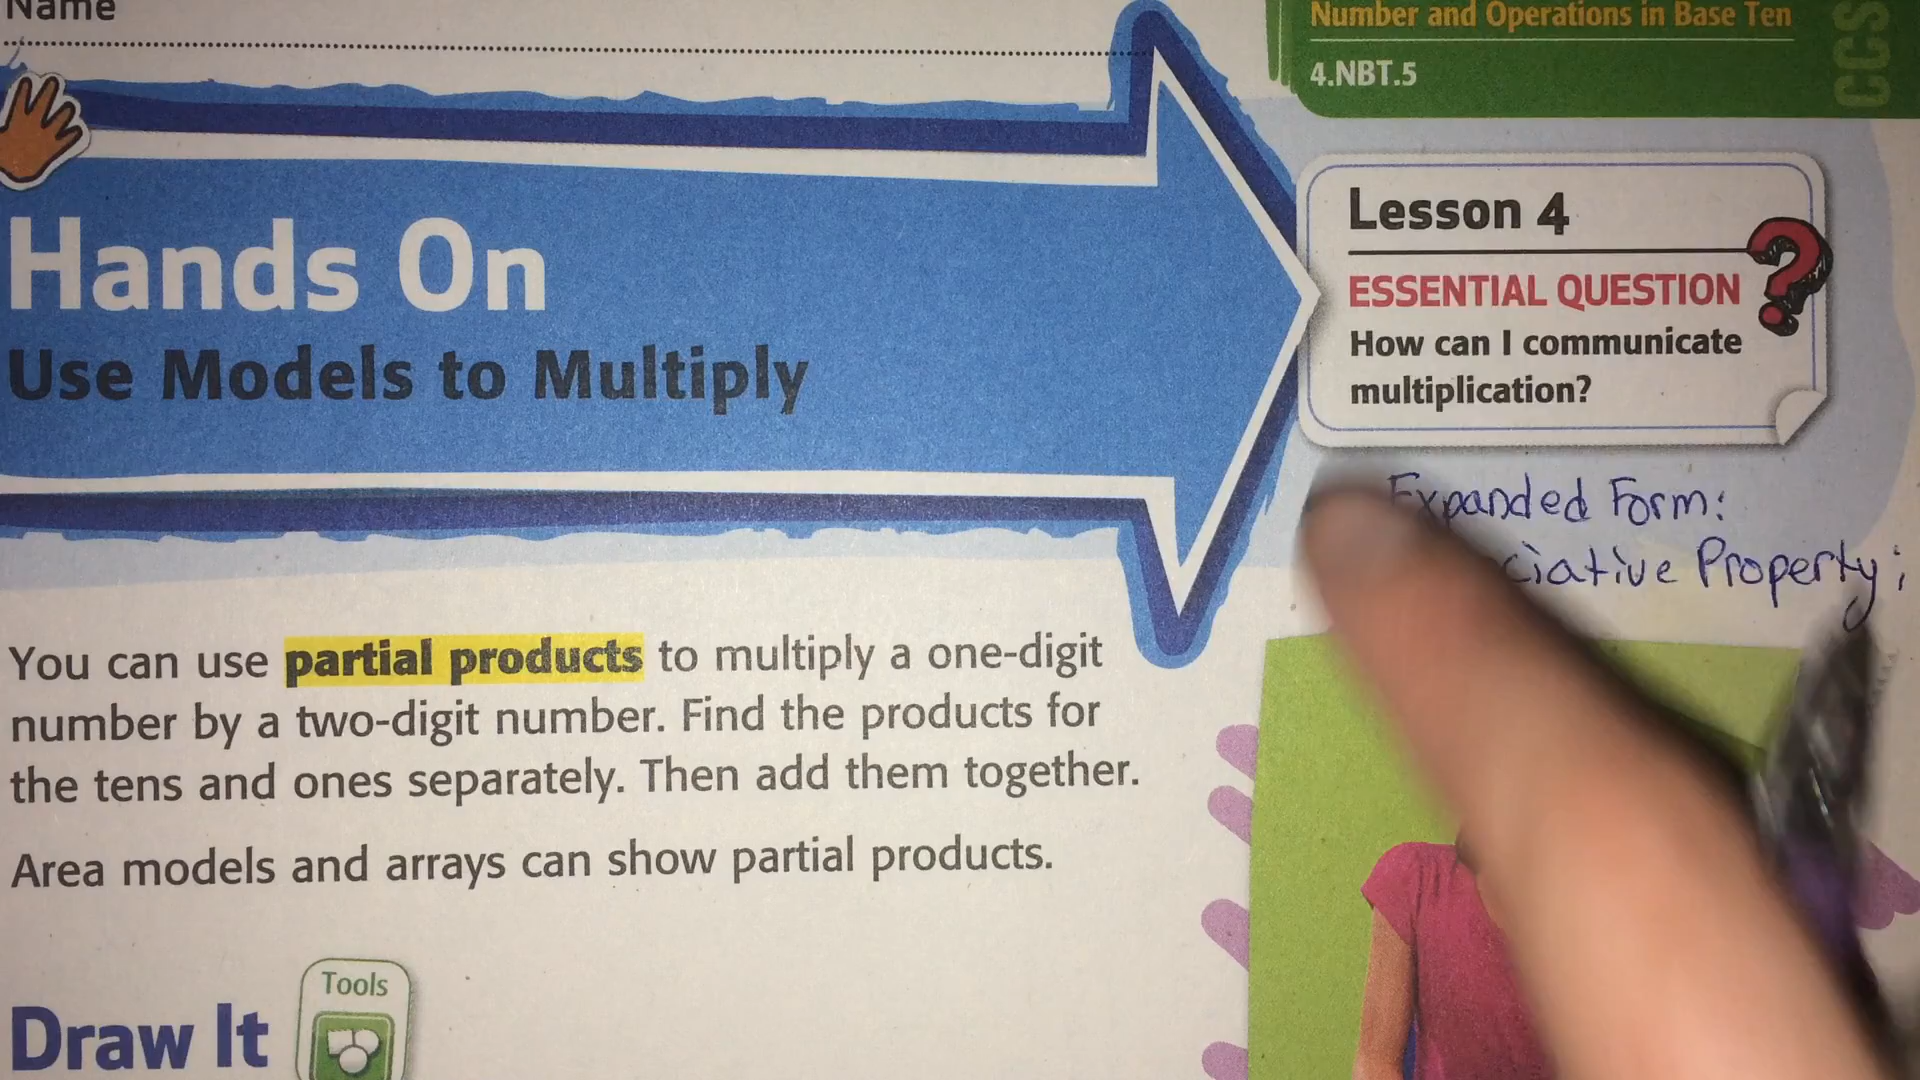 Name
Number and Operations in Base Ten
4.NBT.5
CCS
Hands On
Use Models to Multiply
Lesson 4
ESSENTIAL QUESTION
How can I communicate
multiplication?
Expanded Form:
ciative Property;
You can use partial products to multiply a one-digit
number by a two-digit number. Find the products for
the tens and ones separately. Then add them together.
Area models and arrays can show partial products.
Draw It
Tools